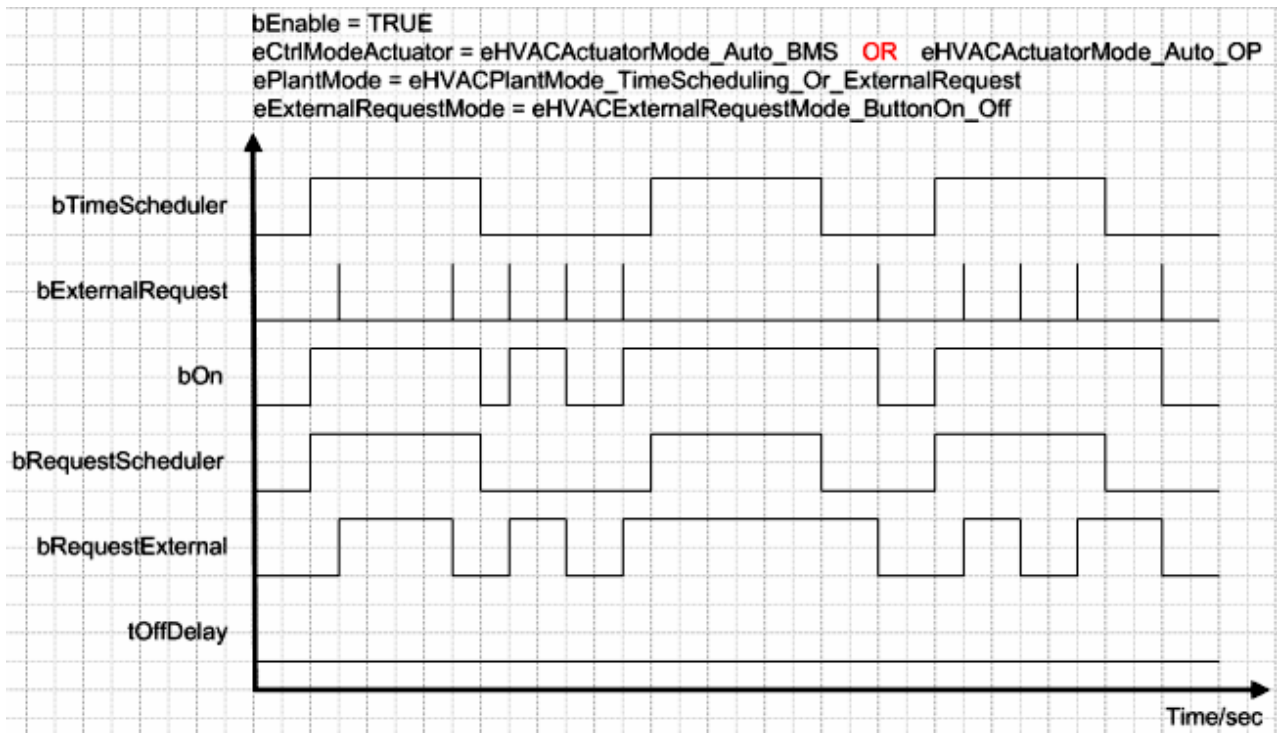 bEnable = TRUE
eCtrlModeActuator = eHVACActuatorMode_Auto_BMS OR eHVACActuatorMode_Auto_OP
ePlantMode = eHVACPlantMode_TimeScheduling_Or_ExternalRequest
eExternalRequestMode = eHVACExternalRequestMode_ButtonOn_Off
bTimeScheduler
bExternalRequest
bOn
bRequestScheduler
bRequestExternal
tOffDelay
Time/sec